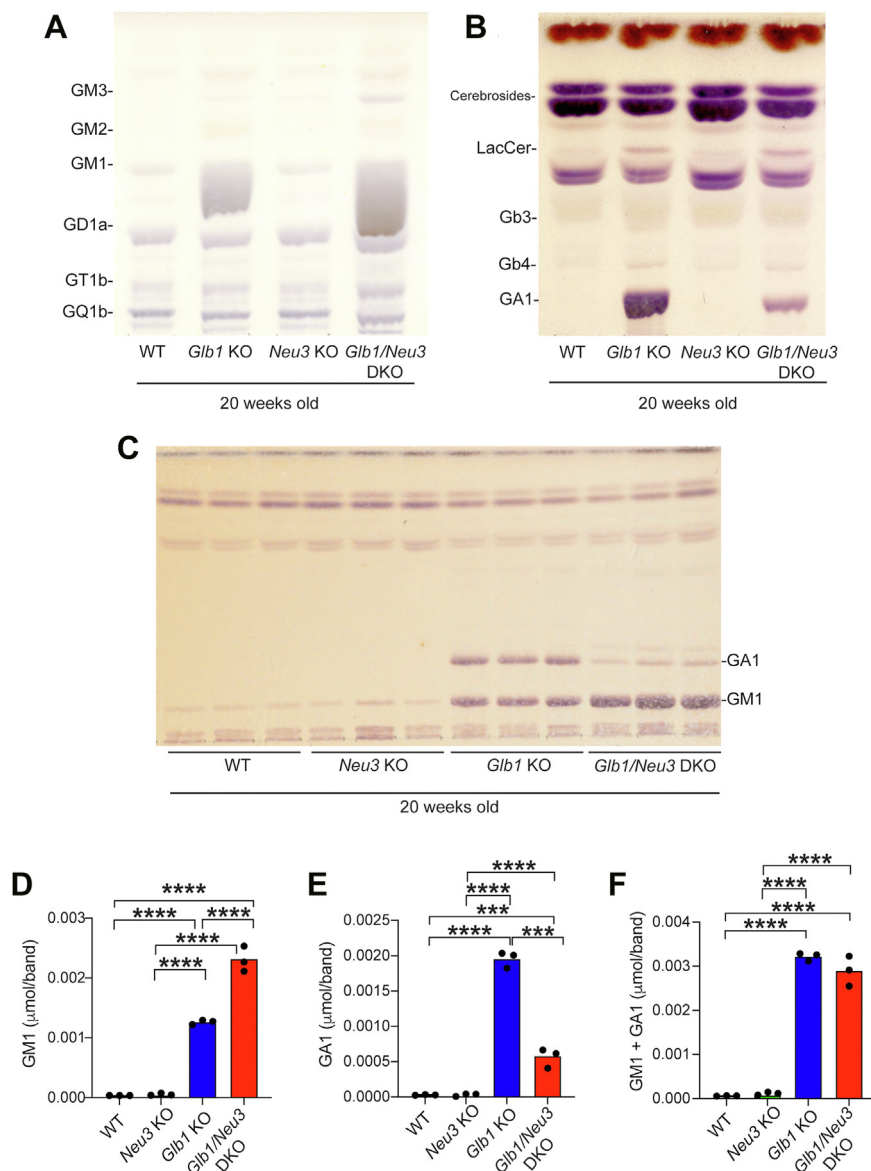 A
GM3-
GM2-
GM1-
GD1a-
GT1b-
GQ1b-
WT
Glb1 KO
Neu3 KO
Glb1/Neu3
DKO
20 weeks old
B
Cerebrosides-
LacCer-
Gb3-
Gb4-
GA1-
WT
Glb1 KO
Neu3 KO
Glb1/Neu3
DKO
20 weeks old
C
-GA1
-GM1
WT
Neu3 KO
Glb1 KO
Glb1/Neu3 DKO
20 weeks old
D
****
****
****
****
****
GM1 (μmol/band)
0.003
0.002
0.001
0.000
WT
Neu3 KO
Glb1 KO
Glb1/Neu3
DKO
E
****
****
***
****
***
GA1 (μmol/band)
0.0025
0.0020
0.0015
0.0010
0.0005
0.0000
WT
Neu3 KO
Glb1 KO
Glb1/Neu3
DKO
F
****
****
****
****
GM1 + GA1 (μmol/band)
0.004
0.003
0.002
0.001
0.000
WT
Neu3 KO
Glb1 KO
Glb1/Neu3
DKO